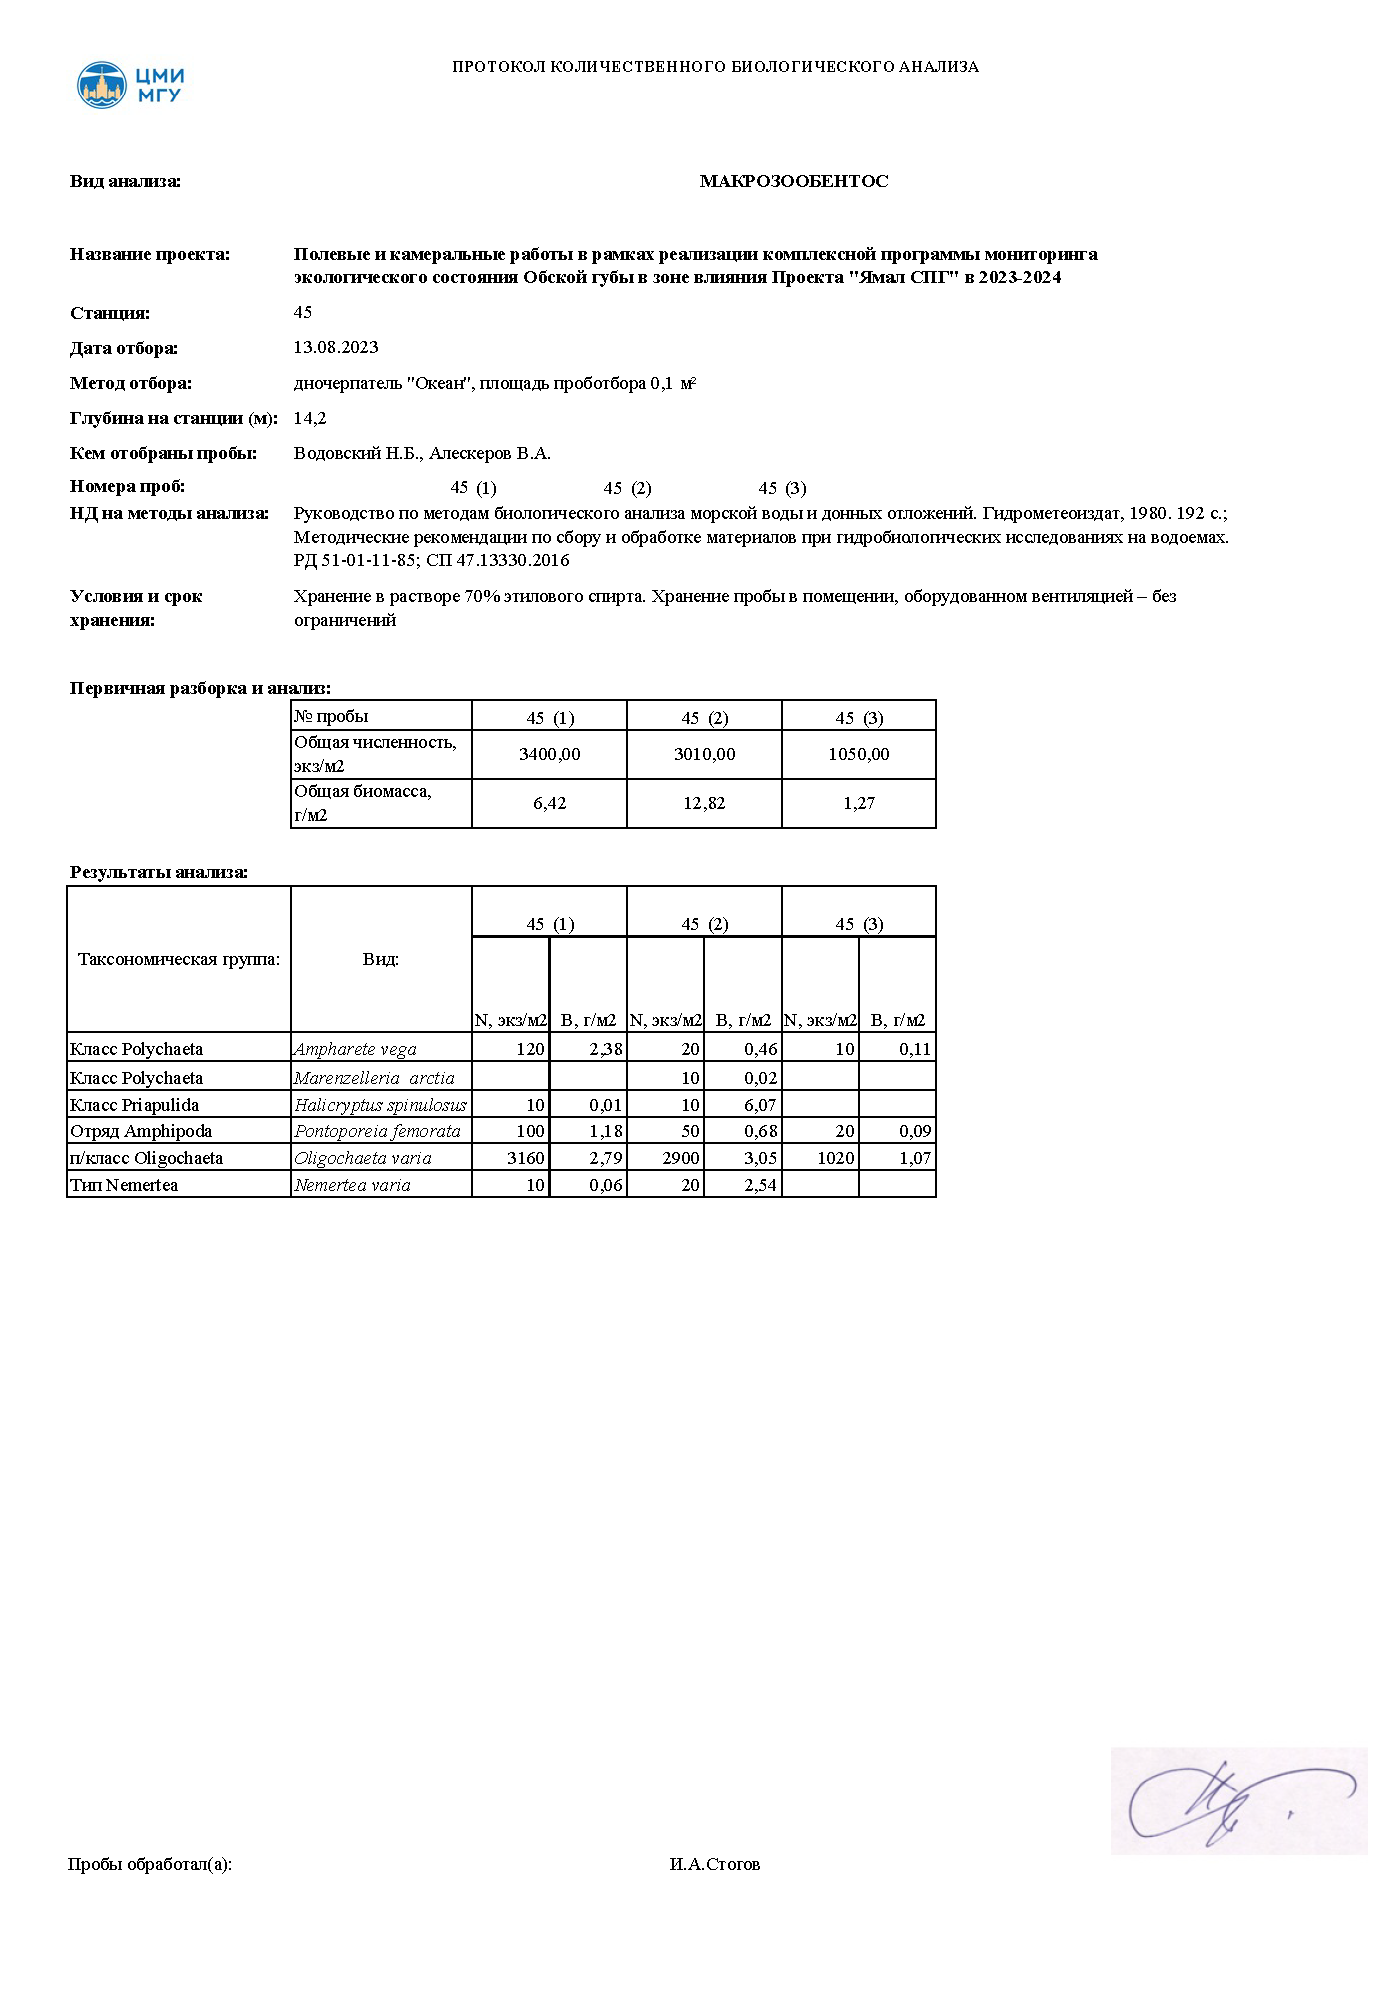 ЦМИ
МГУ
ПРОТОКОЛ КОЛИЧЕСТВЕННОГО БИОЛОГИЧЕСКОГО АНАЛИЗА
Вид анализа: МАКРОЗООБЕНТОС
Название проекта: Полевые и камеральные работы в рамках реализации комплексной программы мониторинга
экологического состояния Обской губы в зоне влияния Проекта "Ямал СПГ" в 2023-2024
Станция: 45
Дата отбора: 13.08.2023
Метод отбора: дночерпатель "Океан", площадь проботбора 0,1 м²
Глубина на станции (м): 14,2
Кем отобраны пробы: Водовский Н.Б., Алескеров В.А.
Номера проб: 45 (1) 45 (2) 45 (3)
НД на методы анализа: Руководство по методам биологического анализа морской воды и донных отложений. Гидрометеоиздат, 1980. 192 с.;
Методические рекомендации по сбору и обработке материалов при гидробиологических исследованиях на водоемах.
РД 51-01-11-85; СП 47.13330.2016
Условия и срок Хранение в растворе 70% этилового спирта. Хранение пробы в помещении, оборудованном вентиляцией – без
хранения: ограничений
Первичная разборка и анализ:
№ пробы 45 (1) 45 (2) 45 (3)
Общая численность,
экз/м2 3400,00 3010,00 1050,00
Общая биомасса,
г/м2 6,42 12,82 1,27
Результаты анализа:
45 (1) 45 (2) 45 (3)
Таксономическая группа: Вид:
N, экз/м2 B, г/м2 N, экз/м2 B, г/м2 N, экз/м2 B, г/м2
Класс Polychaeta Ampharete vega 120 2,38 20 0,46 10 0,11
Класс Polychaeta Marenzelleria arctia 10 0,02
Класс Priapulida Halicryptus spinulosus 10 0,01 10 6,07
Отряд Amphipoda Pontoporeia femorata 100 1,18 50 0,68 20 0,09
п/класс Oligochaeta Oligochaeta varia 3160 2,79 2900 3,05 1020 1,07
Тип Nemertea Nemertea varia 10 0,06 20 2,54
Пробы обработал(а): И.А.Стогов